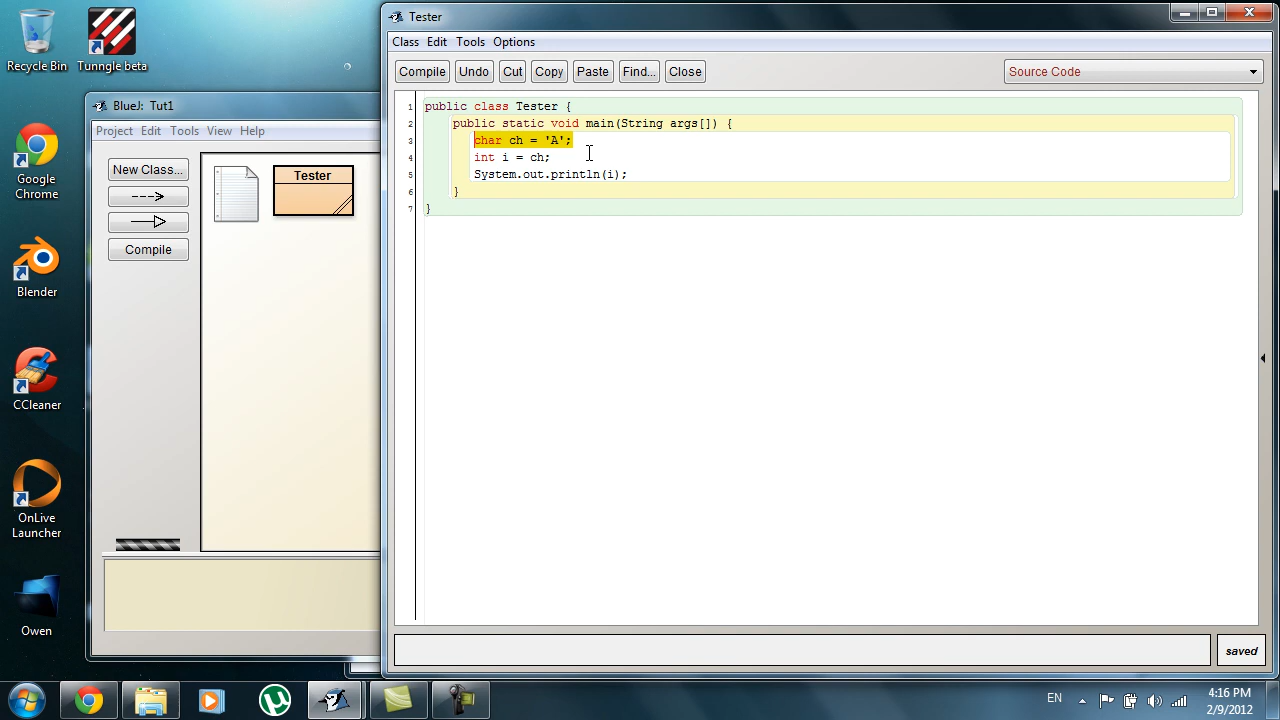 Recycle Bin
Tunngle beta
Google
Chrome
Blender
CCleaner
OnLive
Launcher
Owen
BlueJ: Tut1
Project Edit Tools View Help
New Class...
Compile
Tester
Tester
Class Edit Tools Options
Compile Undo Cut Copy Paste Find... Close Source Code
1 public class Tester {
2 public static void main(String args[]) {
3 char ch = 'A';
4 int i = ch;
5 System.out.println(i);
6 }
7 }
saved
EN
4:16 PM
2/9/2012